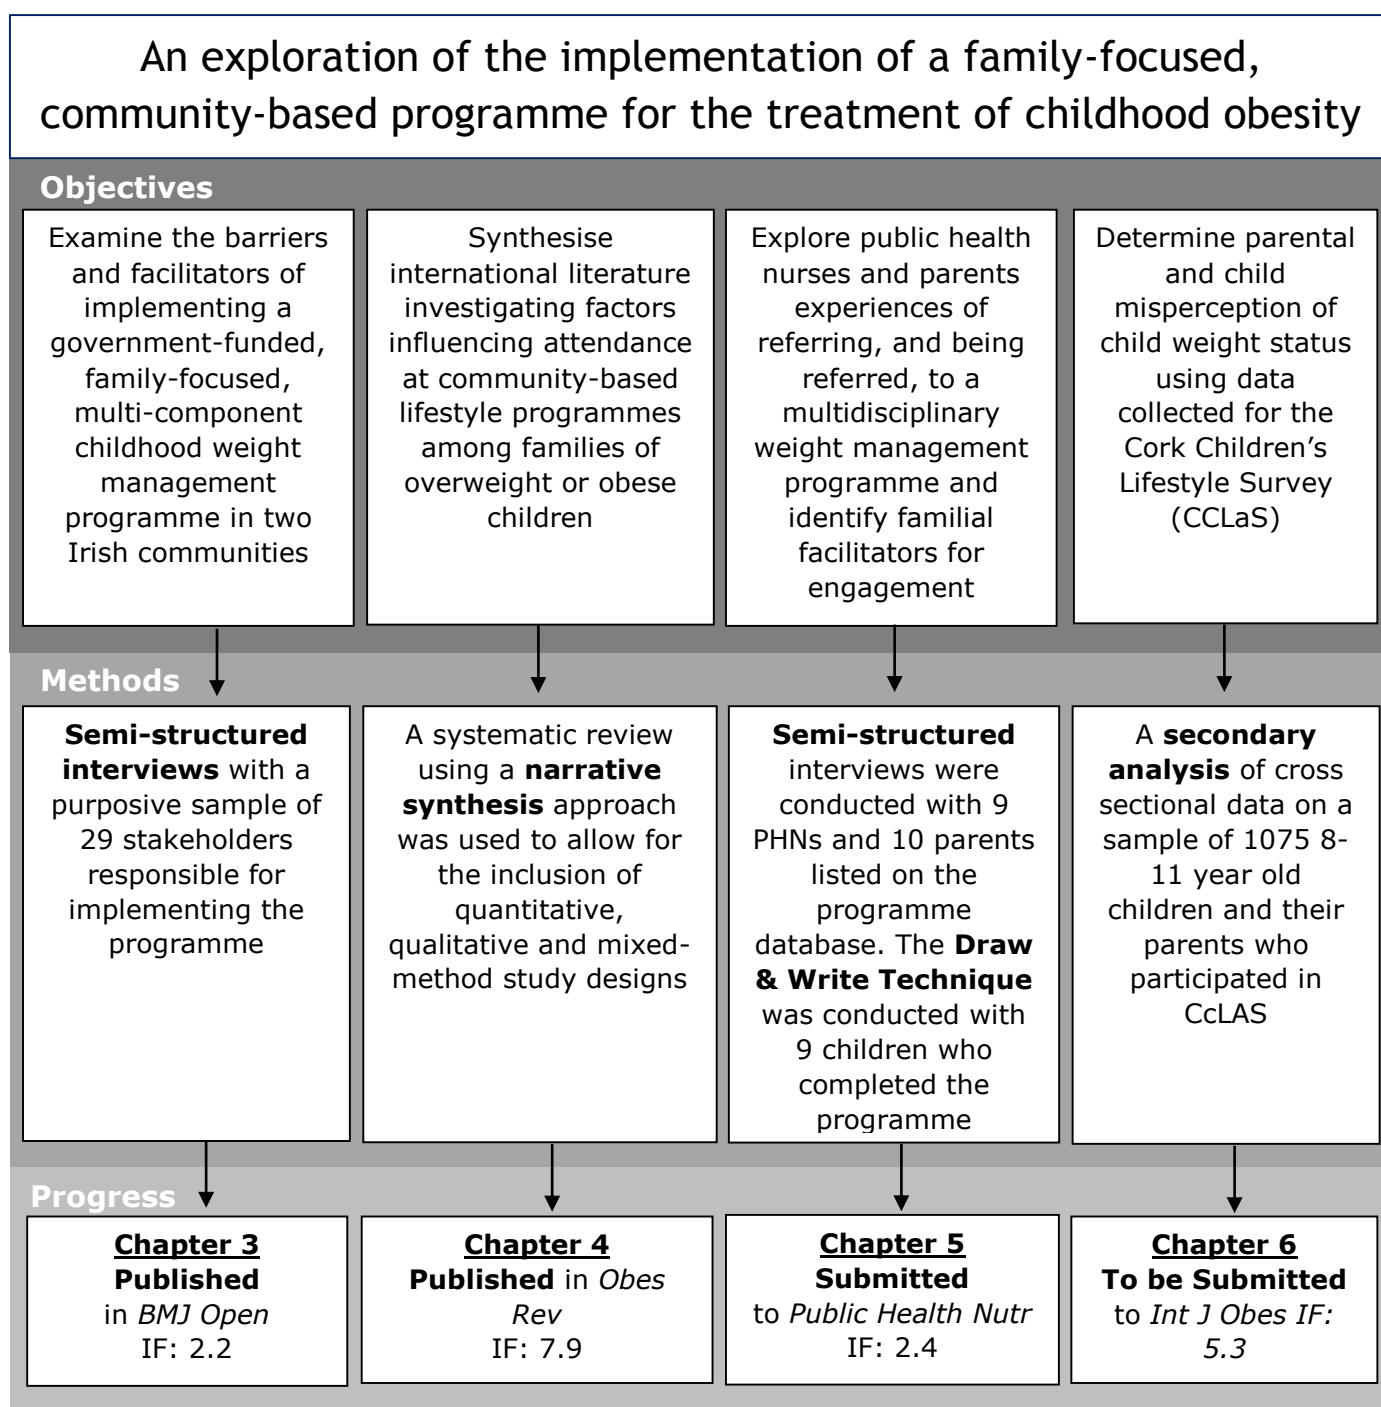 An exploration of the implementation of a family-focused,
community-based programme for the treatment of childhood obesity
Objectives
Examine the barriers
and facilitators of
implementing a
government-funded,
family-focused,
multi-component
childhood weight
management
programme in two
Irish communities
Synthesise
international literature
investigating factors
influencing attendance
at community-based
lifestyle programmes
among families of
overweight or obese
children
Explore public health
nurses and parents
experiences of
referring, and being
referred, to a
multidisciplinary
weight management
programme and
identify familial
facilitators for
engagement
Determine parental
and child
misperception of
child weight status
using data
collected for the
Cork Children’s
Lifestyle Survey
(CCLaS)
Methods
Semi-structured
interviews with a
purposive sample of
29 stakeholders
responsible for
implementing the
programme
A systematic review
using a narrative
synthesis approach
was used to allow for
the inclusion of
quantitative,
qualitative and mixed-
method study designs
Semi-structured
interviews were
conducted with 9
PHNs and 10 parents
listed on the
programme
database. The Draw
& Write Technique
was conducted with
9 children who
completed the
programme
A secondary
analysis of cross
sectional data on a
sample of 1075 8-
11 year old
children and their
parents who
participated in
CcLAS
Progress
Chapter 3
Published
in BMJ Open
IF: 2.2
Chapter 4
Published in Obes
Rev
IF: 7.9
Chapter 5
Submitted
to Public Health Nutr
IF: 2.4
Chapter 6
To be Submitted
to Int J Obes IF:
5.3